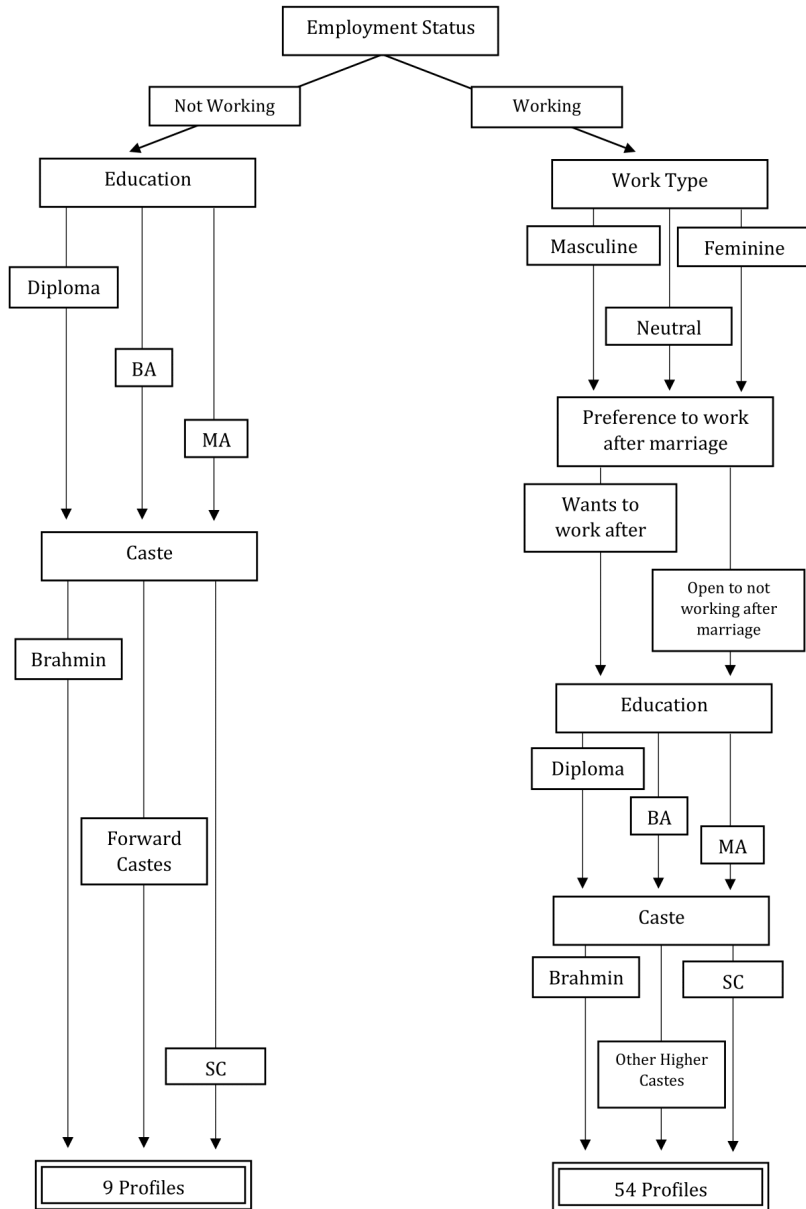 Employment Status
Not Working
Working
Education
Work Type
Masculine
Feminine
Diploma
Neutral
BA
MA
Preference to work
after marriage
Wants to
work after
Caste
Open to not
working after
marriage
Brahmin
Education
Diploma
BA
MA
Forward
Castes
Caste
Brahmin
SC
SC
Other Higher
Castes
9 Profiles
54 Profiles